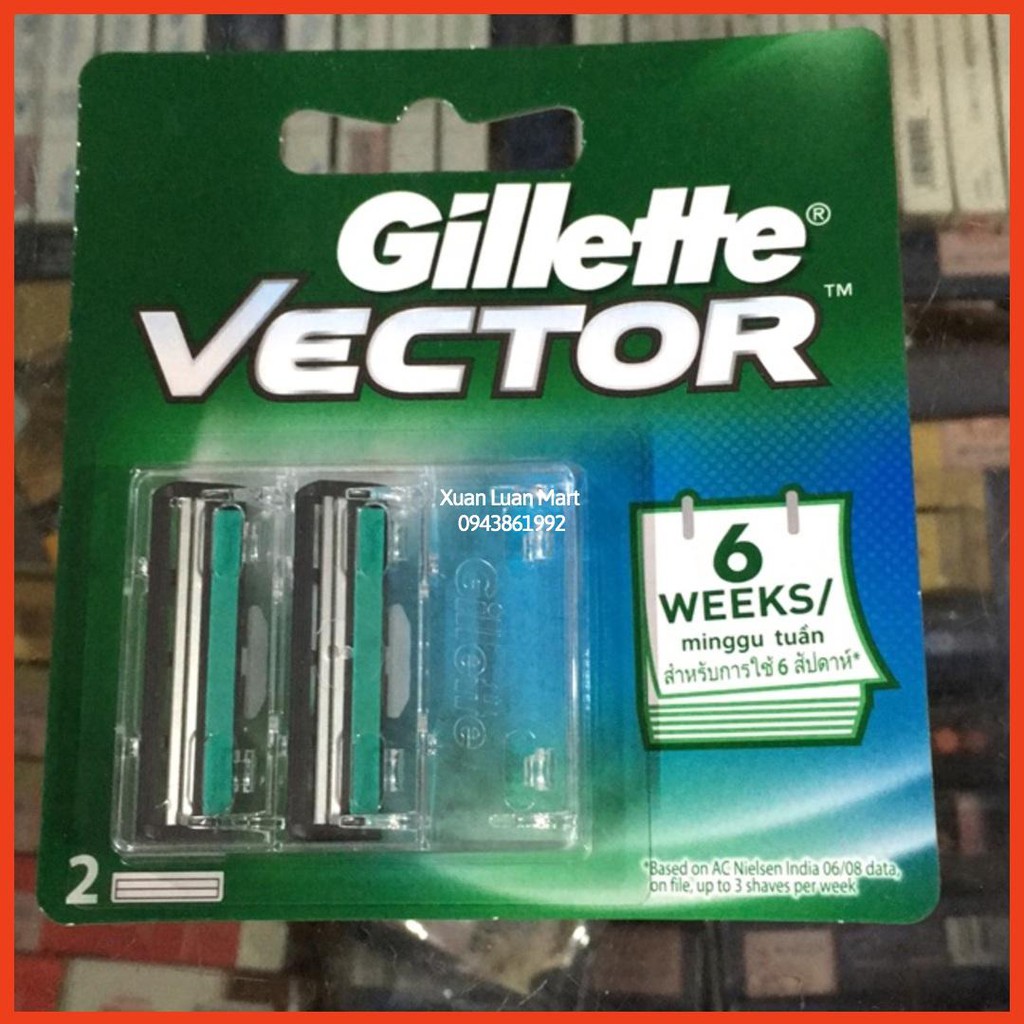 Gillette®
VECTOR™
Xuan Luan Mart
0943861992
Gillette
6
WEEKS/
minggu tuần
สำหรับการใช้ 6 สัปดาห์*
2
*Based on AC Nielsen India 06/08 data,
on file, up to 3 shaves per week